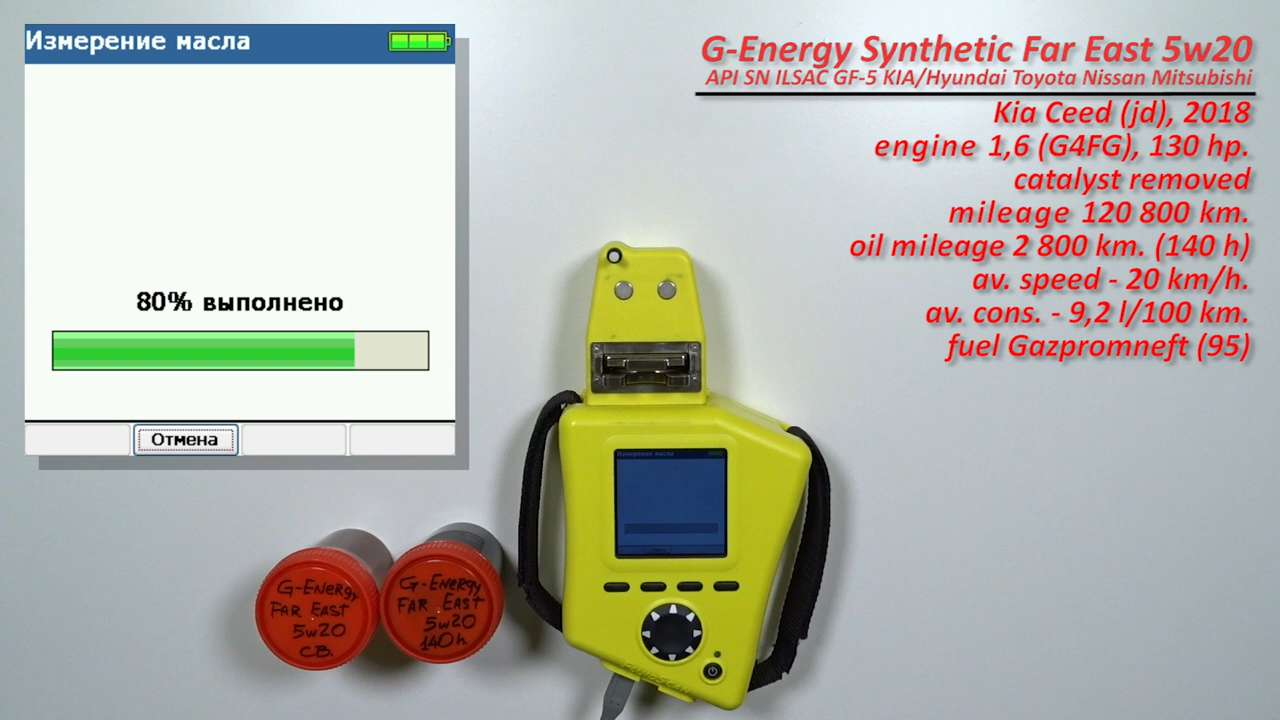 Измерение масла
80% выполнено
Отмена
G-Energy Synthetic Far East 5w20
API SN ILSAC GF-5 KIA/Hyundai Toyota Nissan Mitsubishi
Kia Ceed (jd), 2018
engine 1,6 (G4FG), 130 hp.
catalyst removed
mileage 120 800 km.
oil mileage 2 800 km. (140 h)
av. speed - 20 km/h.
av. cons. - 9,2 l/100 km.
fuel Gazpromneft (95)
Измерение масла
G-ENERGY
FAR EAST
5W20
СВ.
G-ENERGY
FAR EAST
5W20
140h.